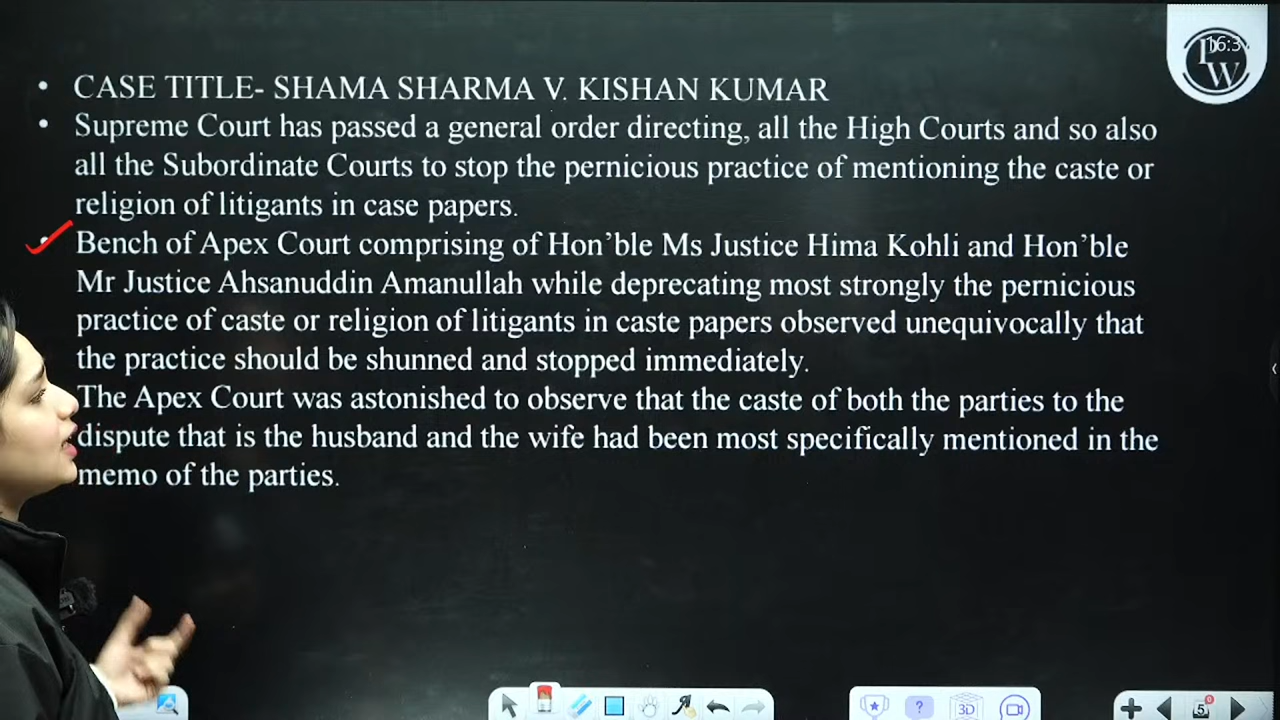 16:3
PW
• CASE TITLE- SHAMA SHARMA V. KISHAN KUMAR
• Supreme Court has passed a general order directing, all the High Courts and so also
all the Subordinate Courts to stop the pernicious practice of mentioning the caste or
religion of litigants in case papers.
Bench of Apex Court comprising of Hon’ble Ms Justice Hima Kohli and Hon’ble
Mr Justice Ahsanuddin Amanullah while deprecating most strongly the pernicious
practice of caste or religion of litigants in caste papers observed unequivocally that
the practice should be shunned and stopped immediately.
The Apex Court was astonished to observe that the caste of both the parties to the
dispute that is the husband and the wife had been most specifically mentioned in the
memo of the parties.
? 3D 5